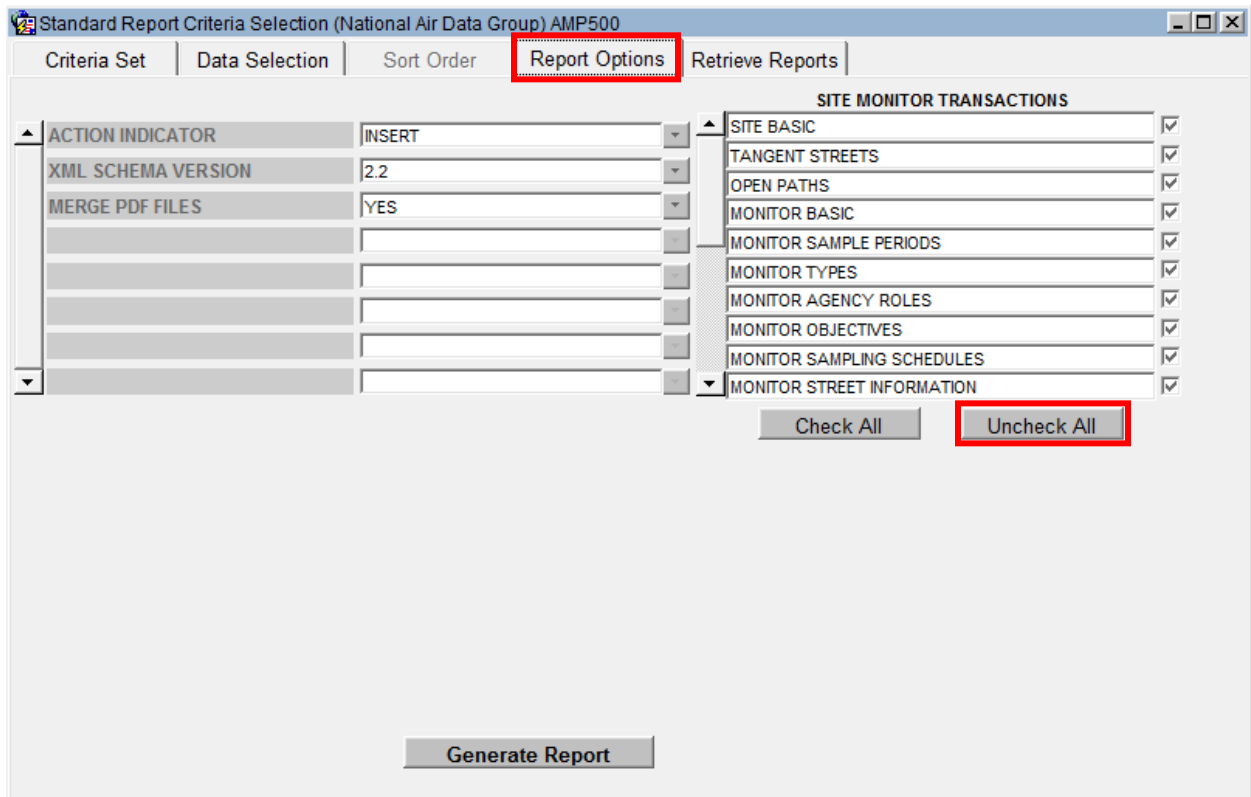 Standard Report Criteria Selection (National Air Data Group) AMP500
Criteria Set Data Selection Sort Order Report Options Retrieve Reports
SITE MONITOR TRANSACTIONS
ACTION INDICATOR INSERT
XML SCHEMA VERSION 2.2
MERGE PDF FILES YES
SITE BASIC
TANGENT STREETS
OPEN PATHS
MONITOR BASIC
MONITOR SAMPLE PERIODS
MONITOR TYPES
MONITOR AGENCY ROLES
MONITOR OBJECTIVES
MONITOR SAMPLING SCHEDULES
MONITOR STREET INFORMATION
Check All Uncheck All
Generate Report